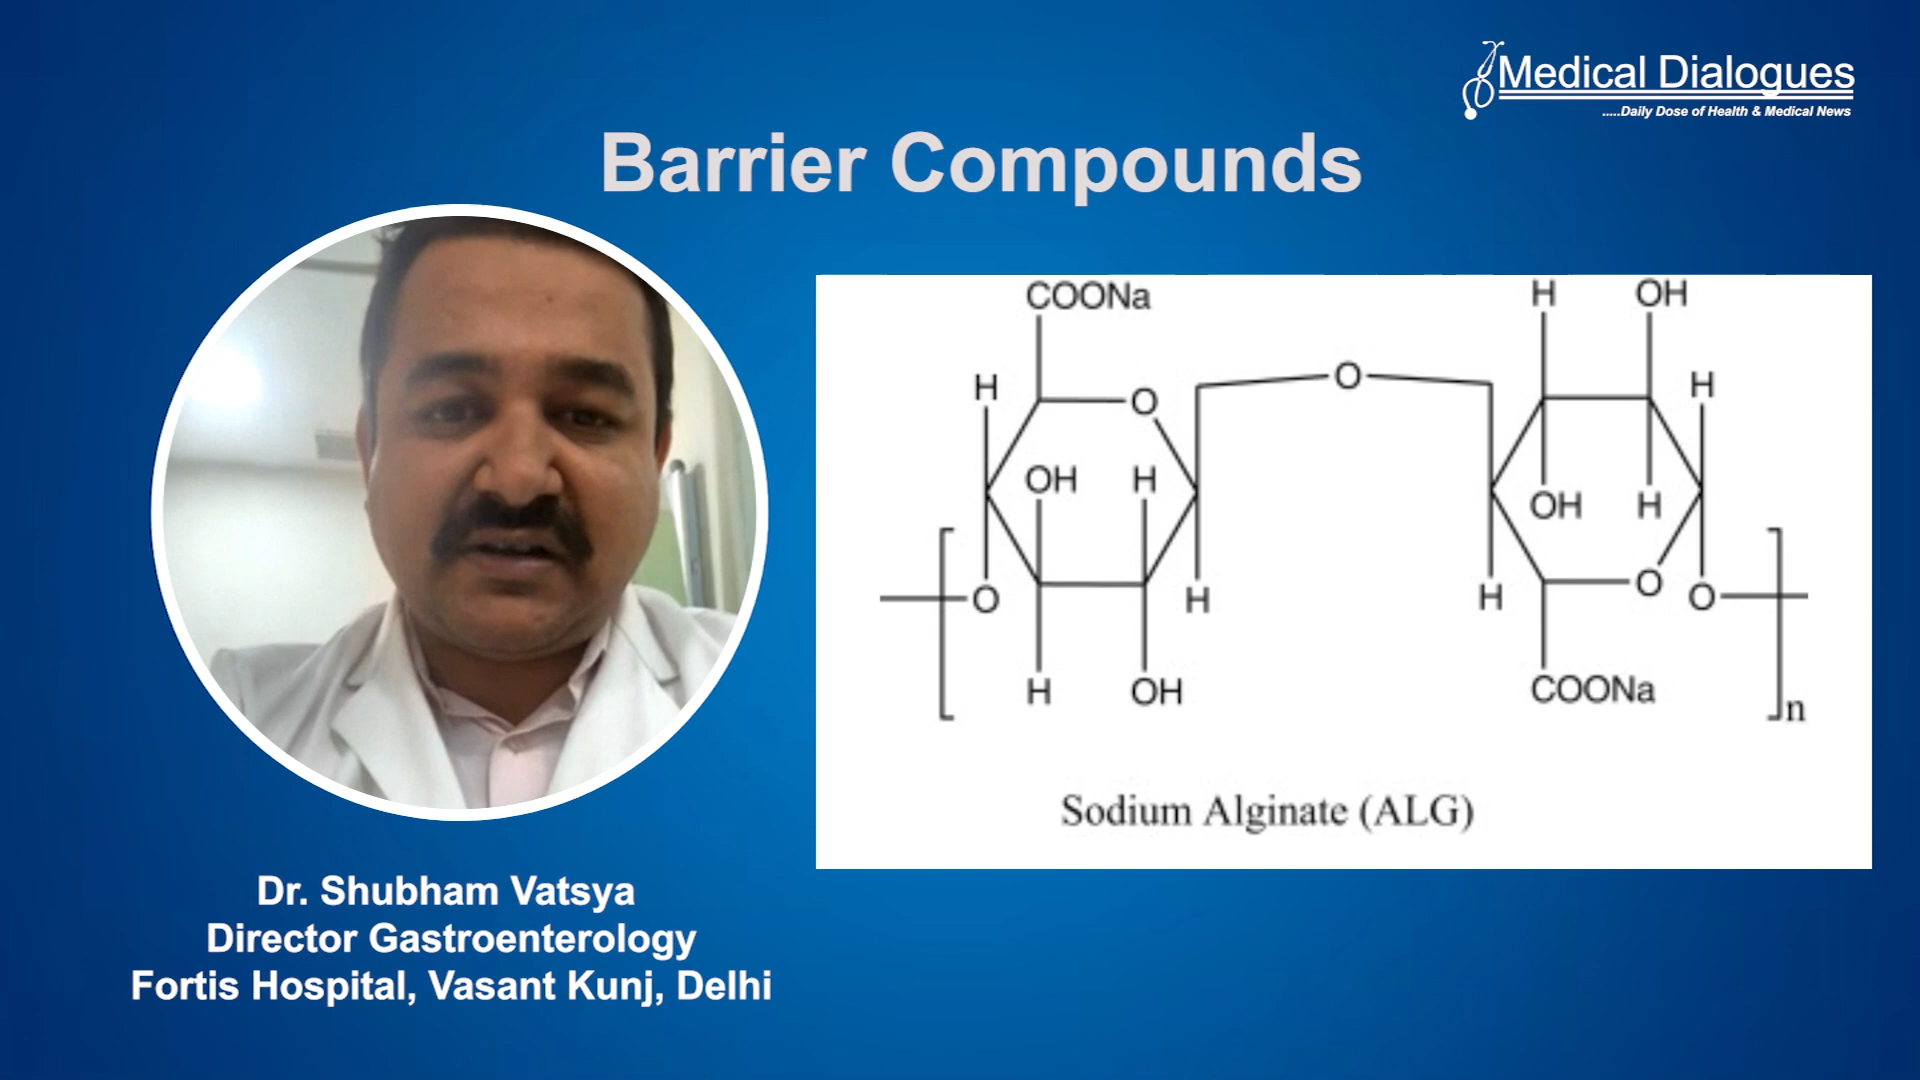 Medical Dialogues
.....Daily Dose of Health & Medical News
Barrier Compounds
COONa
H
OH
H
O
O
H
OH
H
OH
H
O
H
H
O
O
H
OH
COONa
n
Sodium Alginate (ALG)
Dr. Shubham Vatsya
Director Gastroenterology
Fortis Hospital, Vasant Kunj, Delhi